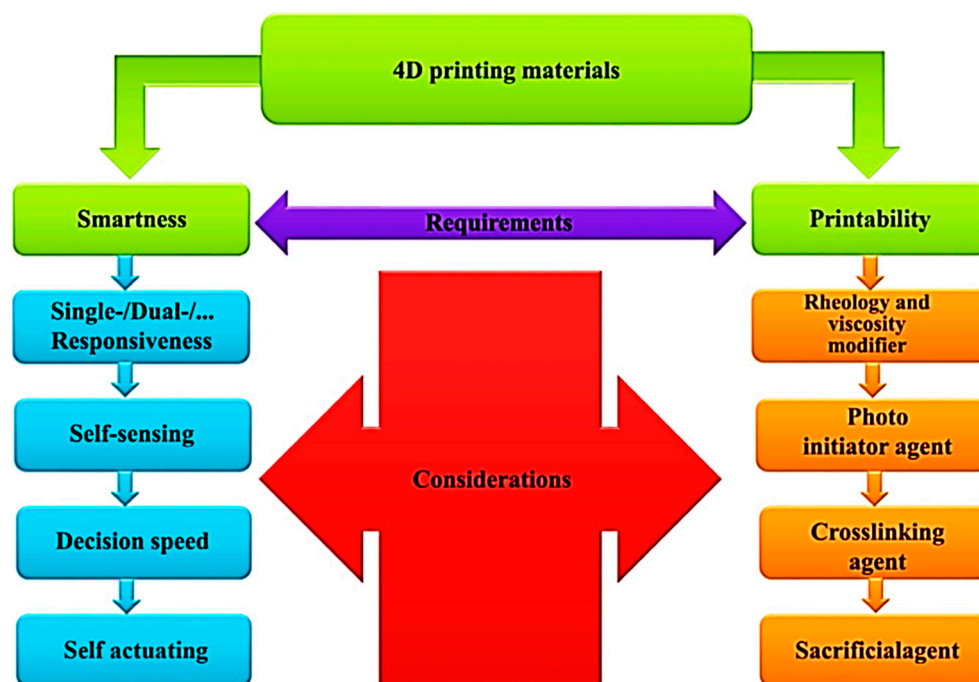 4D printing materials
Smartness
Requirements
Printability
Single-/Dual-/...
Responsiveness
Rheology and
viscosity
modifier
Self-sensing
Photo
initiator agent
Considerations
Decision speed
Crosslinking
agent
Self actuating
Sacrificialagent